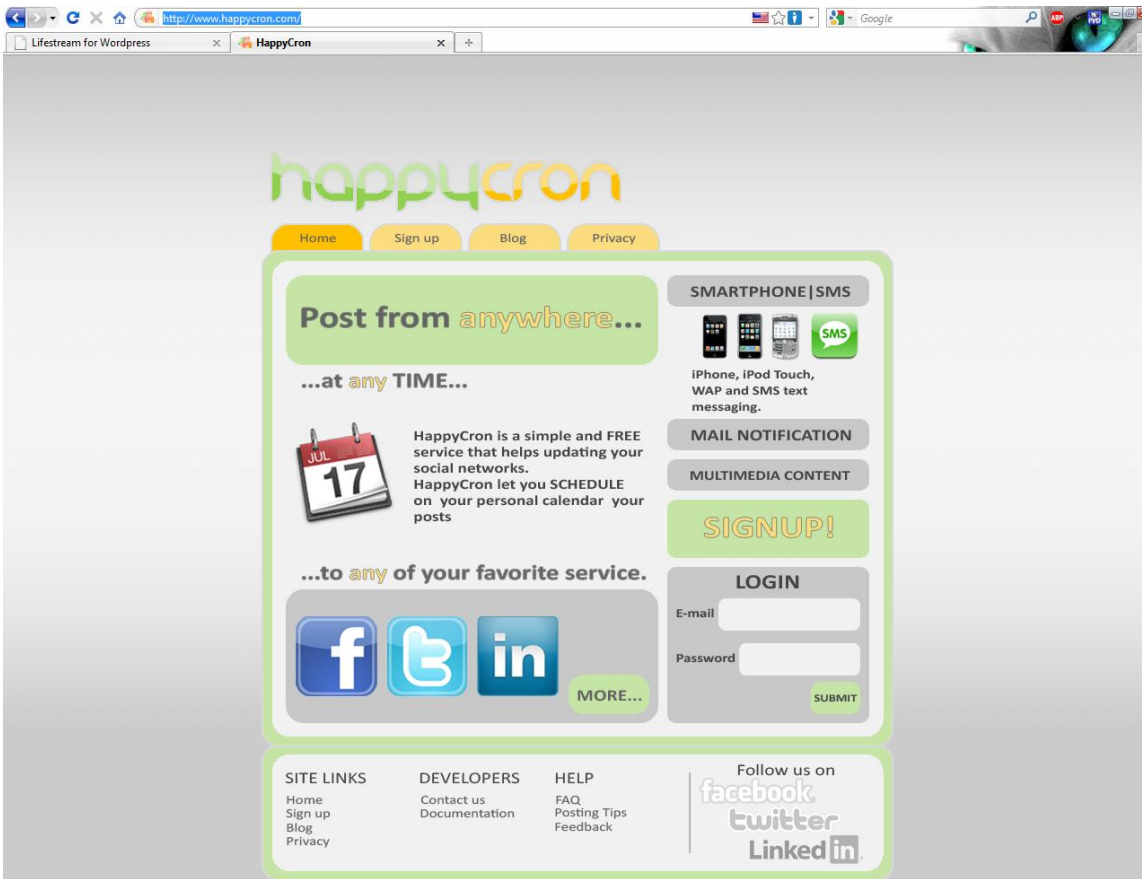 http://www.happycron.com/
Google
ABP
Lifestream for Wordpress
HappyCron
happycron
Home
Sign up
Blog
Privacy
Post from anywhere...
...at any TIME...
JUL
17
HappyCron is a simple and FREE
service that helps updating your
social networks.
HappyCron let you SCHEDULE
on your personal calendar your
posts
...to any of your favorite service.
f
t
in
MORE...
SMARTPHONE|SMS
SMS
iPhone, iPod Touch,
WAP and SMS text
messaging.
MAIL NOTIFICATION
MULTIMEDIA CONTENT
SIGNUP!
LOGIN
E-mail
Password
SUBMIT
SITE LINKS
Home
Sign up
Blog
Privacy
DEVELOPERS
Contact us
Documentation
HELP
FAQ
Posting Tips
Feedback
Follow us on
facebook.
twitter
Linked in.